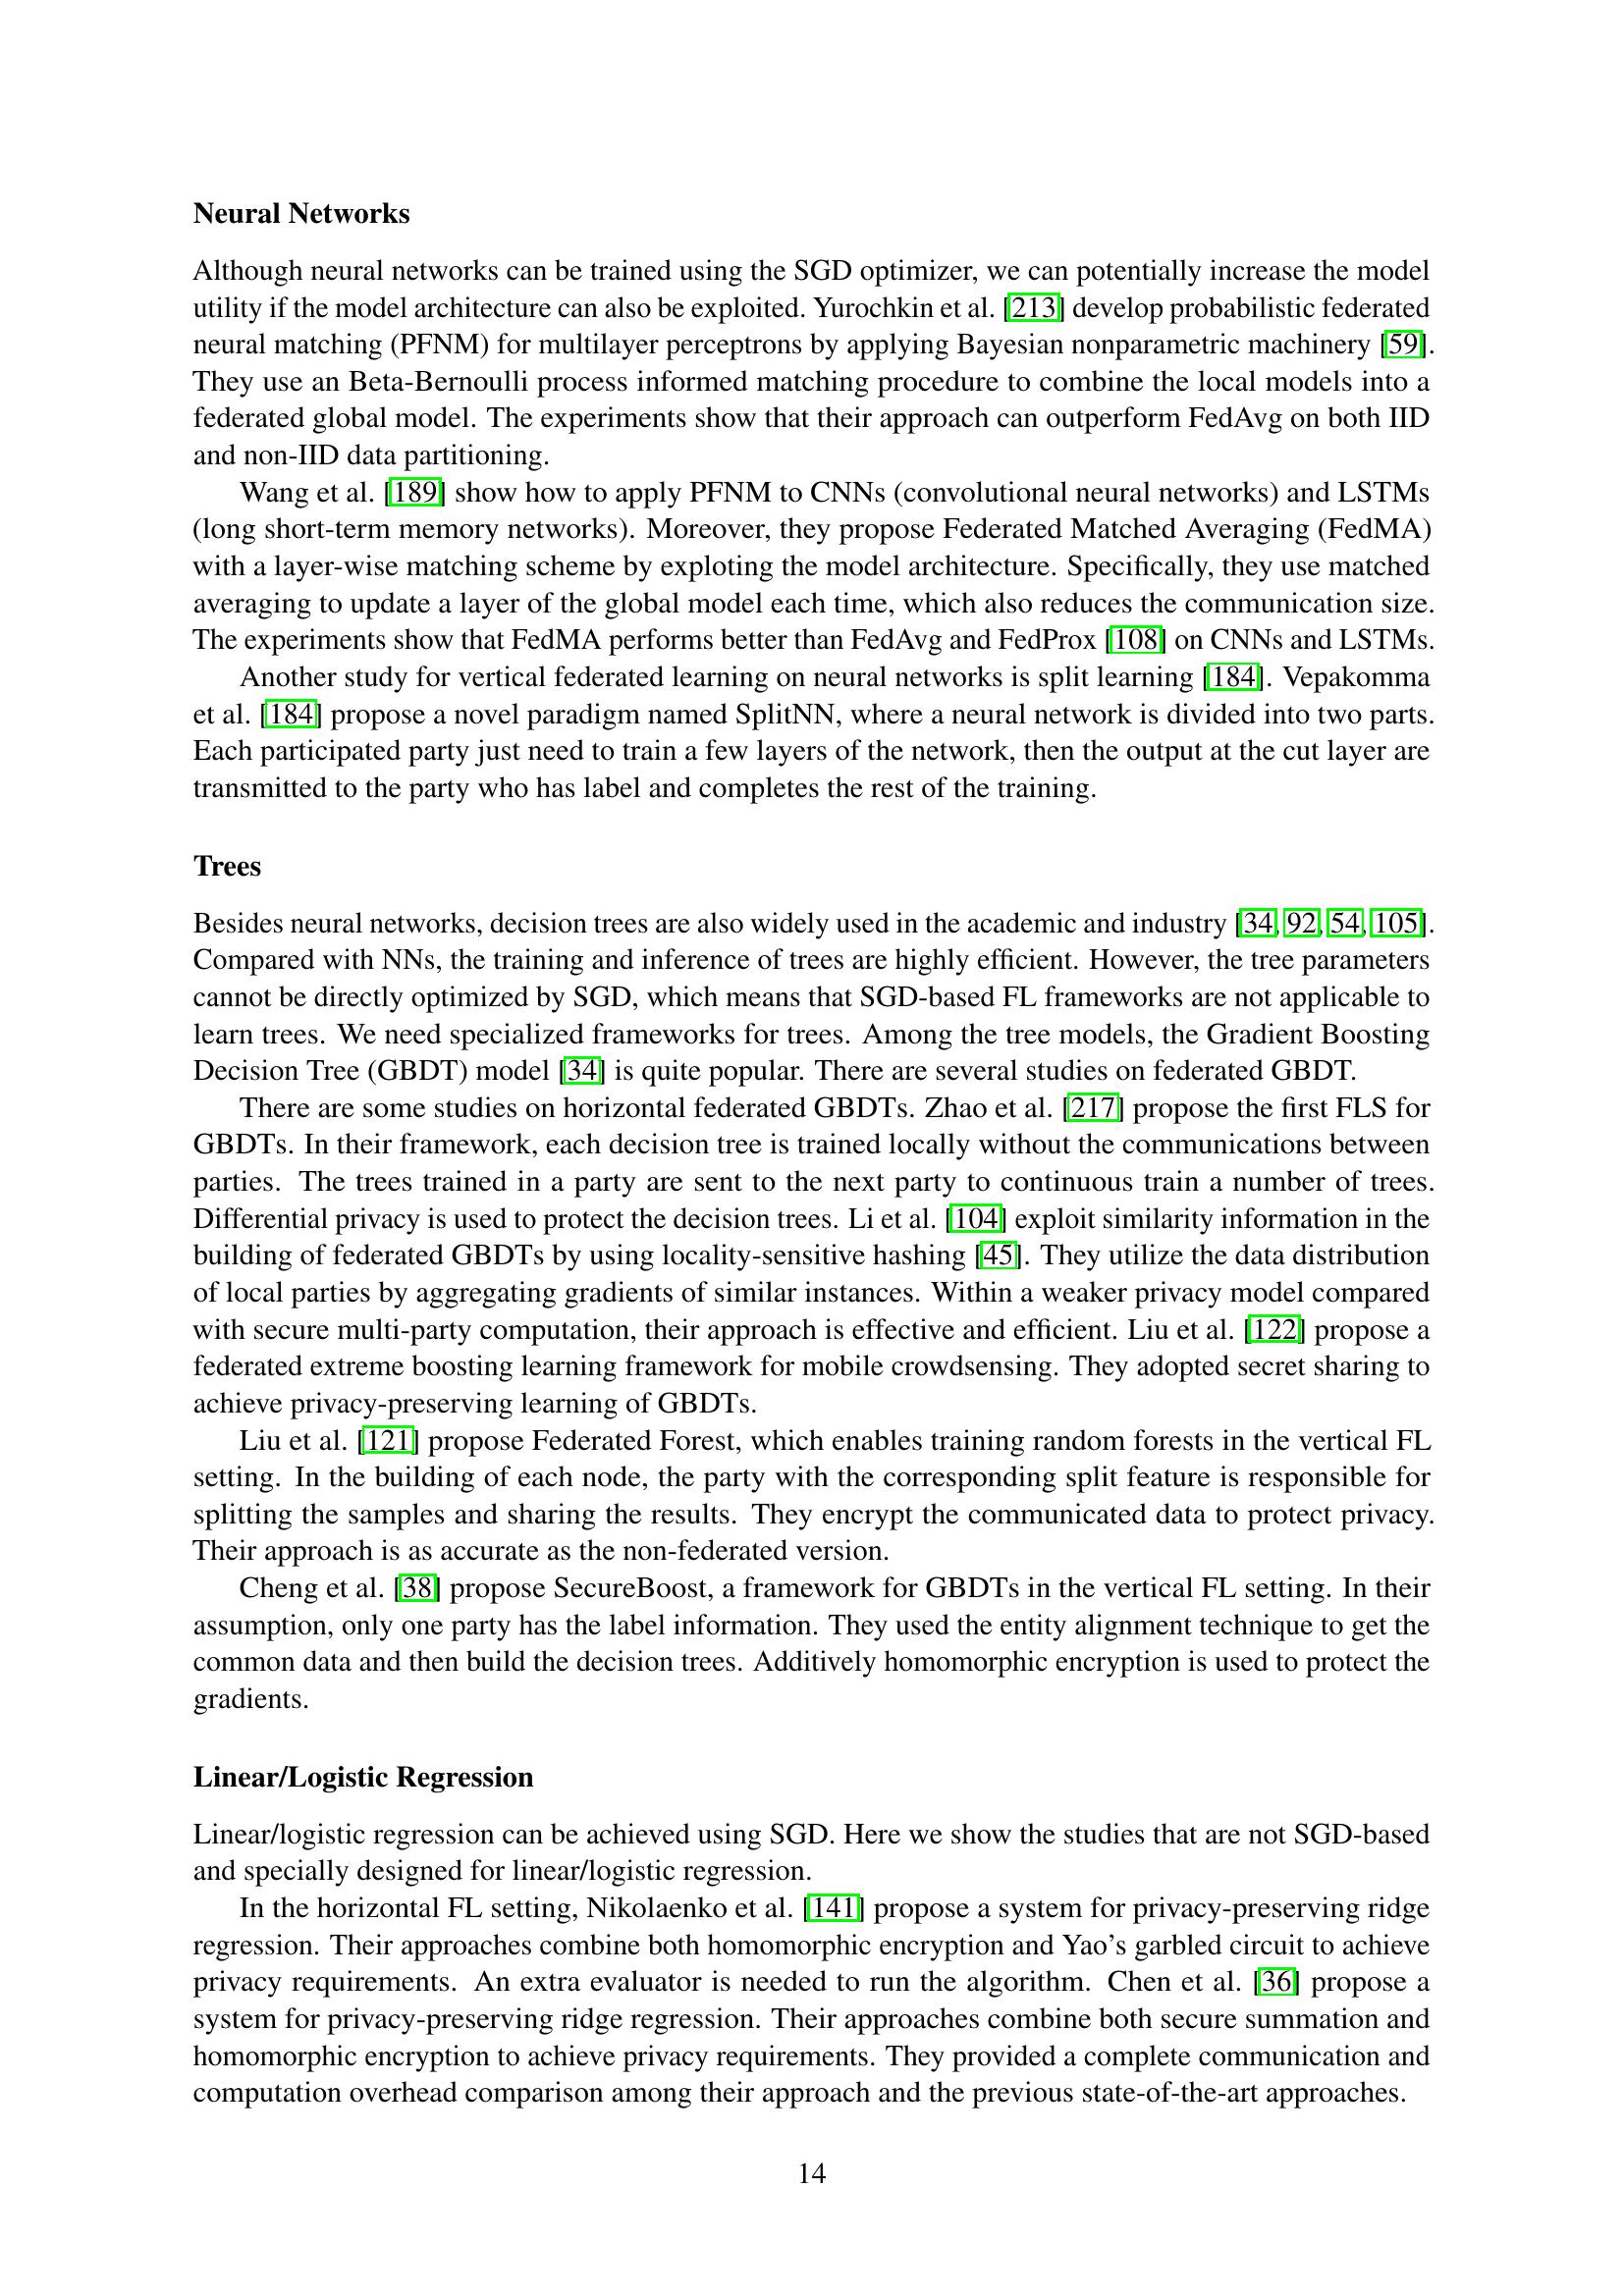 Neural Networks
Although neural networks can be trained using the SGD optimizer, we can potentially increase the model
utility if the model architecture can also be exploited. Yurochkin et al. [213] develop probabilistic federated
neural matching (PFNM) for multilayer perceptrons by applying Bayesian nonparametric machinery [59].
They use an Beta-Bernoulli process informed matching procedure to combine the local models into a
federated global model. The experiments show that their approach can outperform FedAvg on both IID
and non-IID data partitioning.
Wang et al. [189] show how to apply PFNM to CNNs (convolutional neural networks) and LSTMs
(long short-term memory networks). Moreover, they propose Federated Matched Averaging (FedMA)
with a layer-wise matching scheme by exploting the model architecture. Specifically, they use matched
averaging to update a layer of the global model each time, which also reduces the communication size.
The experiments show that FedMA performs better than FedAvg and FedProx [108] on CNNs and LSTMs.
Another study for vertical federated learning on neural networks is split learning [184]. Vepakomma
et al. [184] propose a novel paradigm named SplitNN, where a neural network is divided into two parts.
Each participated party just need to train a few layers of the network, then the output at the cut layer are
transmitted to the party who has label and completes the rest of the training.
Trees
Besides neural networks, decision trees are also widely used in the academic and industry [34, 92, 54, 105].
Compared with NNs, the training and inference of trees are highly efficient. However, the tree parameters
cannot be directly optimized by SGD, which means that SGD-based FL frameworks are not applicable to
learn trees. We need specialized frameworks for trees. Among the tree models, the Gradient Boosting
Decision Tree (GBDT) model [34] is quite popular. There are several studies on federated GBDT.
There are some studies on horizontal federated GBDTs. Zhao et al. [217] propose the first FLS for
GBDTs. In their framework, each decision tree is trained locally without the communications between
parties. The trees trained in a party are sent to the next party to continuous train a number of trees.
Differential privacy is used to protect the decision trees. Li et al. [104] exploit similarity information in the
building of federated GBDTs by using locality-sensitive hashing [45]. They utilize the data distribution
of local parties by aggregating gradients of similar instances. Within a weaker privacy model compared
with secure multi-party computation, their approach is effective and efficient. Liu et al. [122] propose a
federated extreme boosting learning framework for mobile crowdsensing. They adopted secret sharing to
achieve privacy-preserving learning of GBDTs.
Liu et al. [121] propose Federated Forest, which enables training random forests in the vertical FL
setting. In the building of each node, the party with the corresponding split feature is responsible for
splitting the samples and sharing the results. They encrypt the communicated data to protect privacy.
Their approach is as accurate as the non-federated version.
Cheng et al. [38] propose SecureBoost, a framework for GBDTs in the vertical FL setting. In their
assumption, only one party has the label information. They used the entity alignment technique to get the
common data and then build the decision trees. Additively homomorphic encryption is used to protect the
gradients.
Linear/Logistic Regression
Linear/logistic regression can be achieved using SGD. Here we show the studies that are not SGD-based
and specially designed for linear/logistic regression.
In the horizontal FL setting, Nikolaenko et al. [141] propose a system for privacy-preserving ridge
regression. Their approaches combine both homomorphic encryption and Yao's garbled circuit to achieve
privacy requirements. An extra evaluator is needed to run the algorithm. Chen et al. [36] propose a
system for privacy-preserving ridge regression. Their approaches combine both secure summation and
homomorphic encryption to achieve privacy requirements. They provided a complete communication and
computation overhead comparison among their approach and the previous state-of-the-art approaches.
14